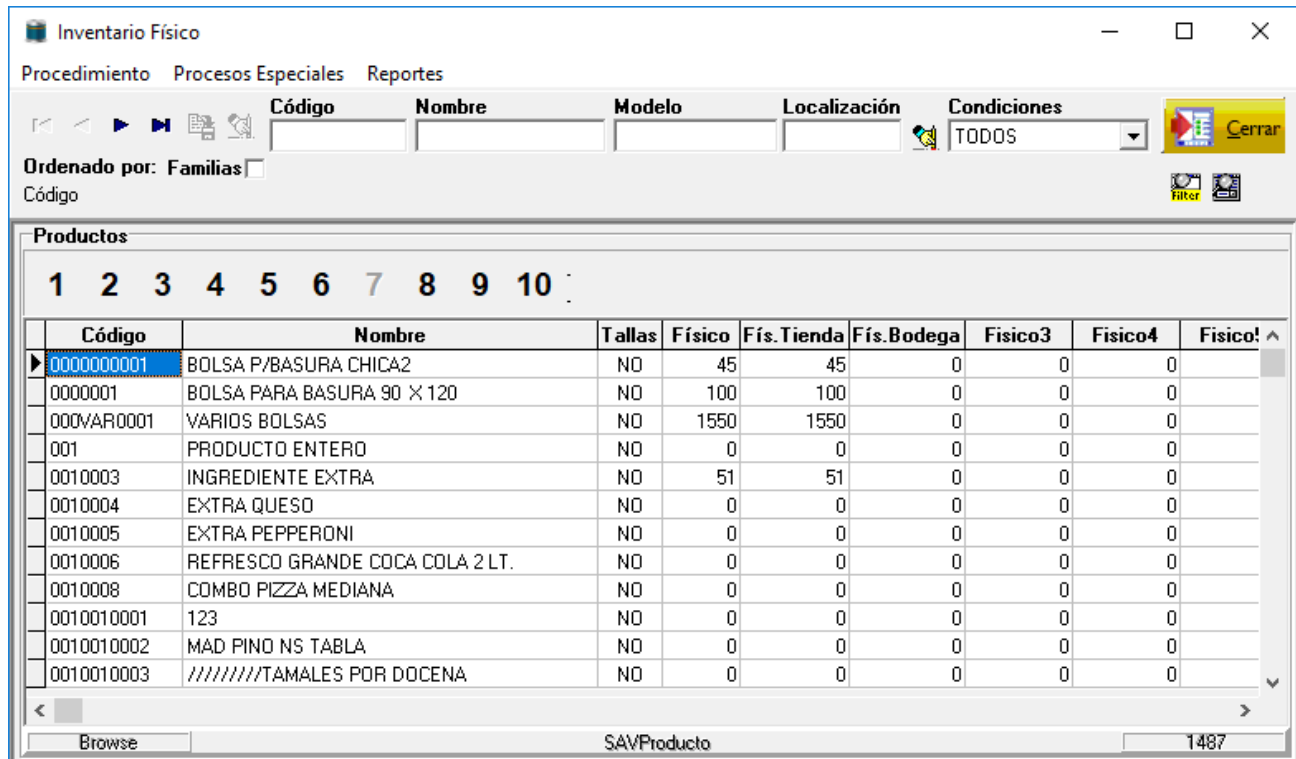 Inventario Físico
Procedimiento Procesos Especiales Reportes
Código Nombre Modelo Localización Condiciones
TODOS
Cerrar
Ordenado por: Familias
Código
Filter
Productos
1 2 3 4 5 6 7 8 9 10
Código Nombre Tallas Físico Fís.Tienda Fís.Bodega Fisico3 Fisico4 Fisico5
0000000001 BOLSA P/BASURA CHICA2 NO 45 45 0 0 0
0000001 BOLSA PARA BASURA 90 X 120 NO 100 100 0 0 0
000VAR0001 VARIOS BOLSAS NO 1550 1550 0 0 0
001 PRODUCTO ENTERO NO 0 0 0 0 0
0010003 INGREDIENTE EXTRA NO 51 51 0 0 0
0010004 EXTRA QUESO NO 0 0 0 0 0
0010005 EXTRA PEPPERONI NO 0 0 0 0 0
0010006 REFRESCO GRANDE COCA COLA 2 LT. NO 0 0 0 0 0
0010008 COMBO PIZZA MEDIANA NO 0 0 0 0 0
0010010001 123 NO 0 0 0 0 0
0010010002 MAD PINO NS TABLA NO 0 0 0 0 0
0010010003 /////////TAMALES POR DOCENA NO 0 0 0 0 0
Browse SAVProducto 1487